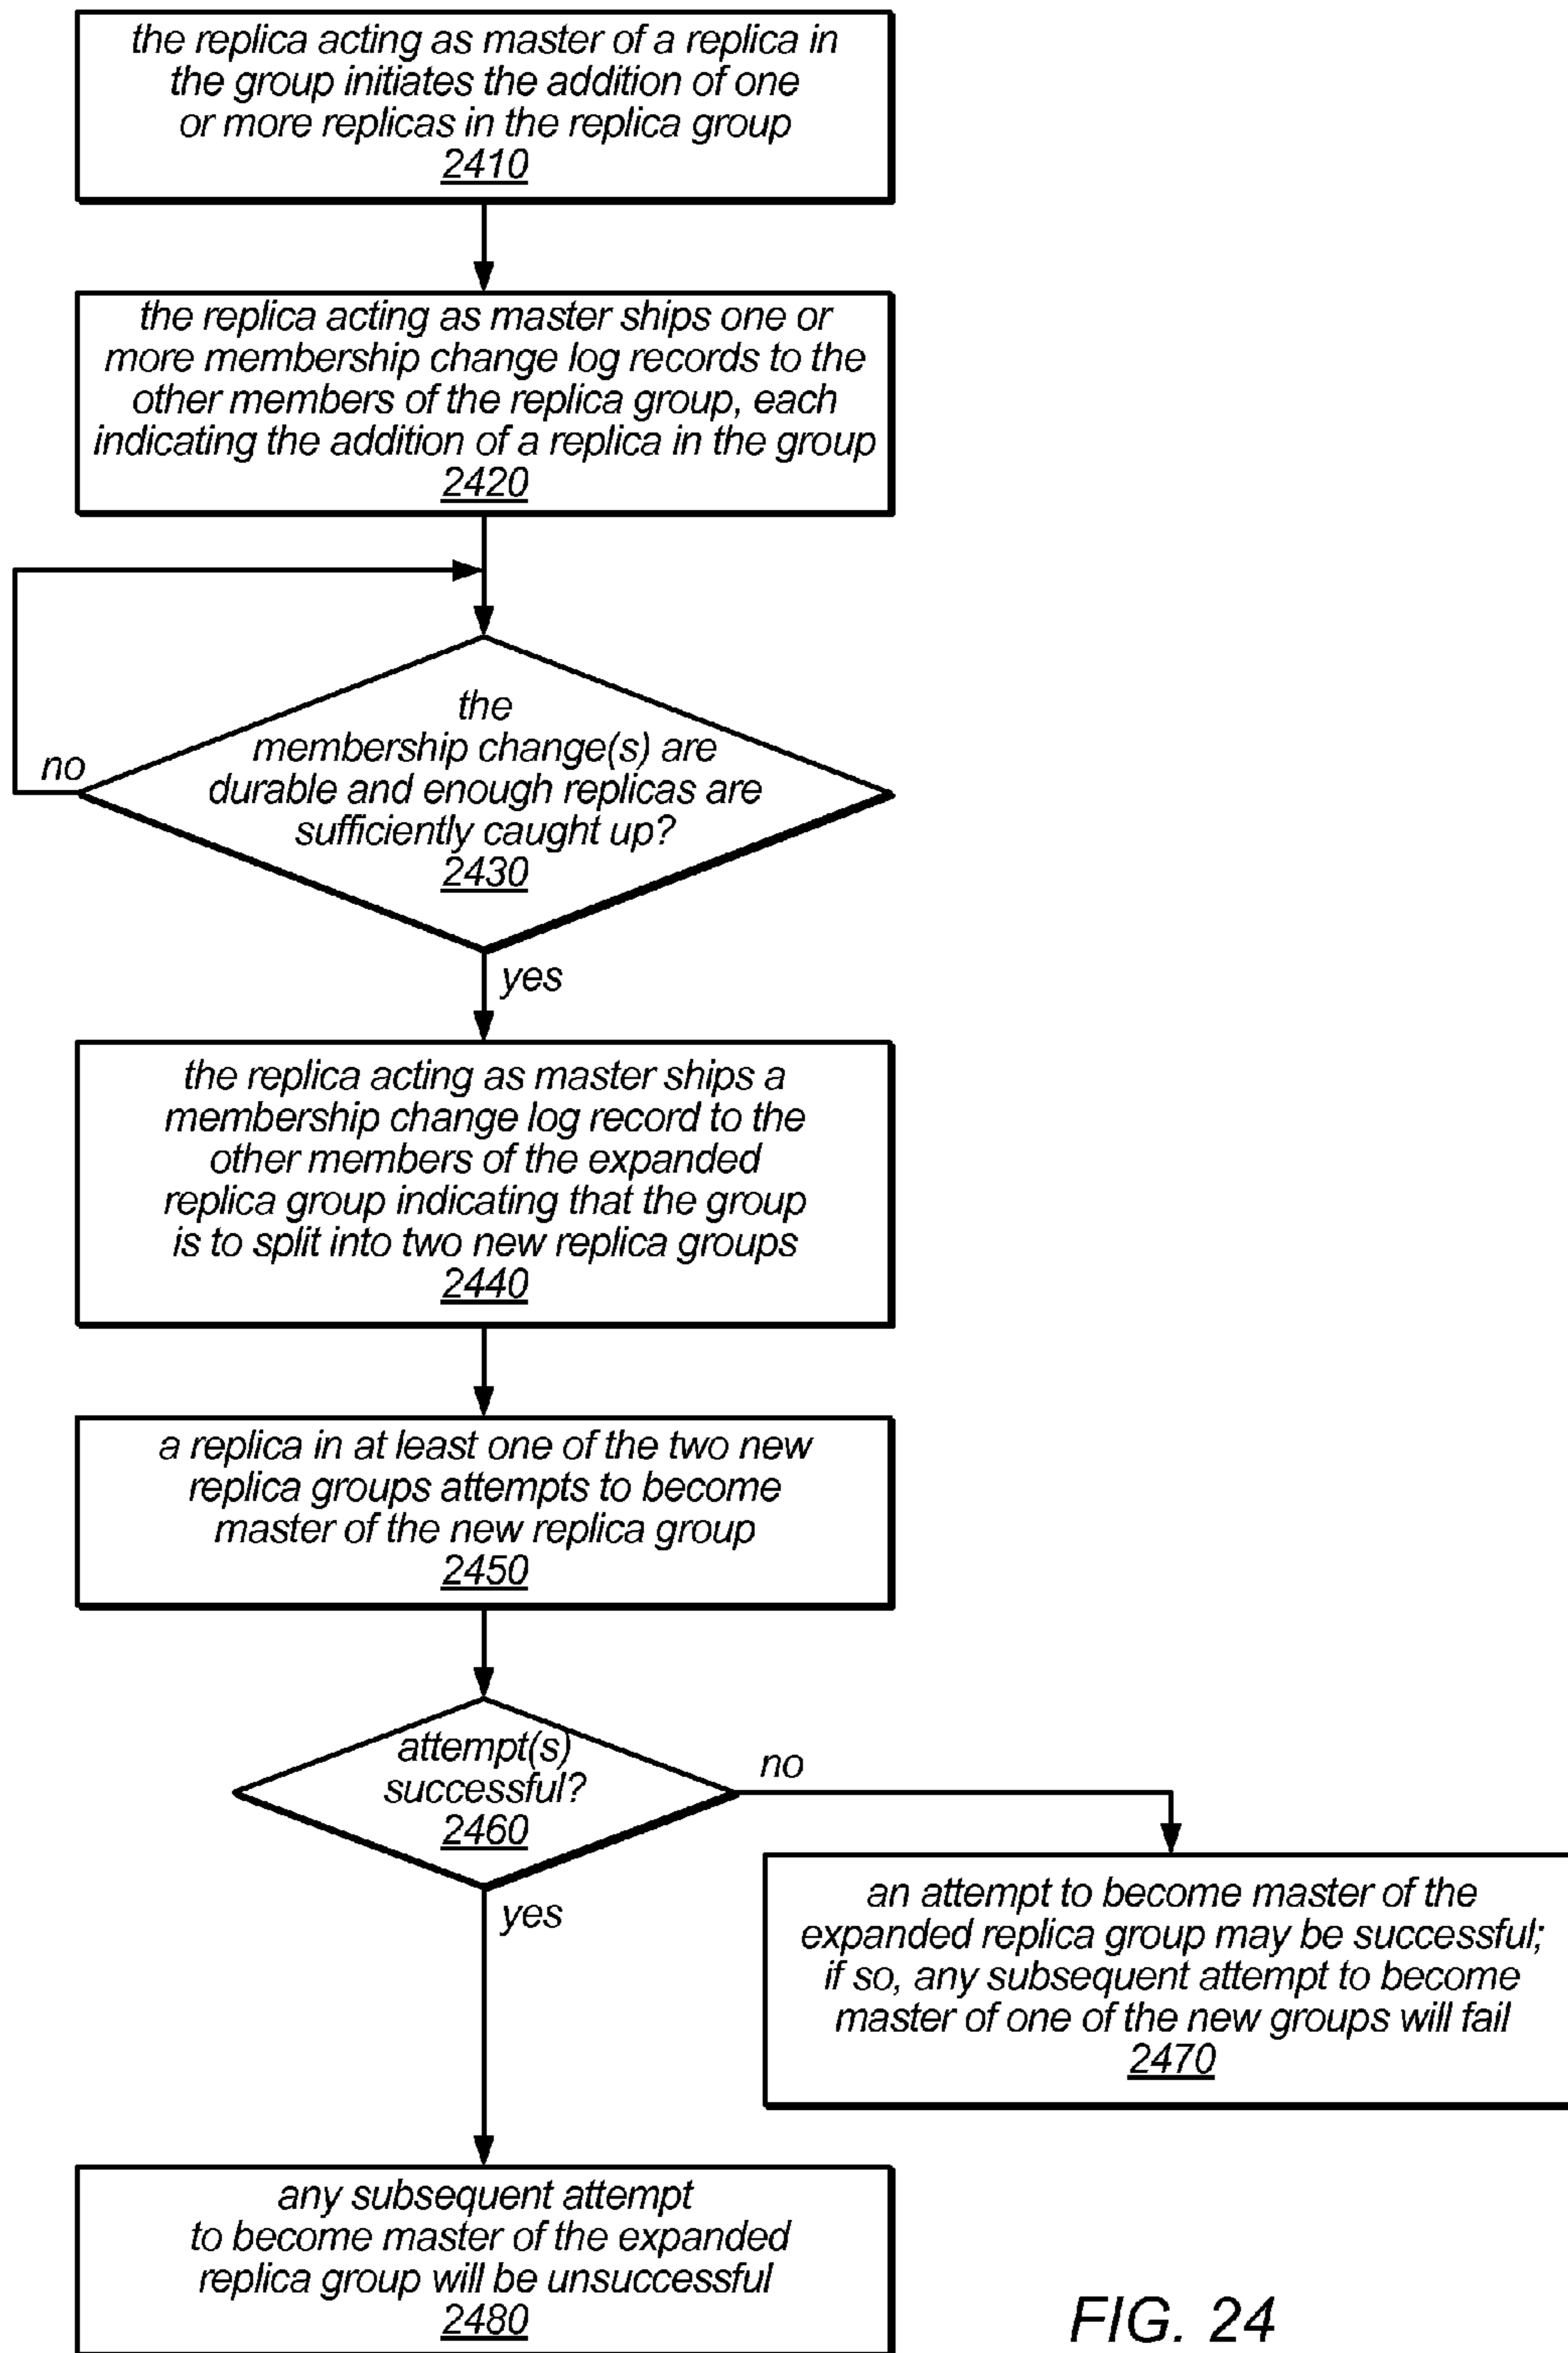 the replica acting as master of a replica in
the group initiates the addition of one
or more replicas in the replica group
2410
the replica acting as master ships one or
more membership change log records to the
other members of the replica group, each
indicating the addition of a replica in the group
2420
the
membership change(s) are
durable and enough replicas are
sufficiently caught up?
2430
no
yes
the replica acting as master ships a
membership change log record to the
other members of the expanded
replica group indicating that the group
is to split into two new replica groups
2440
a replica in at least one of the two new
replica groups attempts to become
master of the new replica group
2450
attempt(s)
successful?
2460
no
yes
an attempt to become master of the
expanded replica group may be successful;
if so, any subsequent attempt to become
master of one of the new groups will fail
2470
any subsequent attempt
to become master of the expanded
replica group will be unsuccessful
2480
FIG. 24